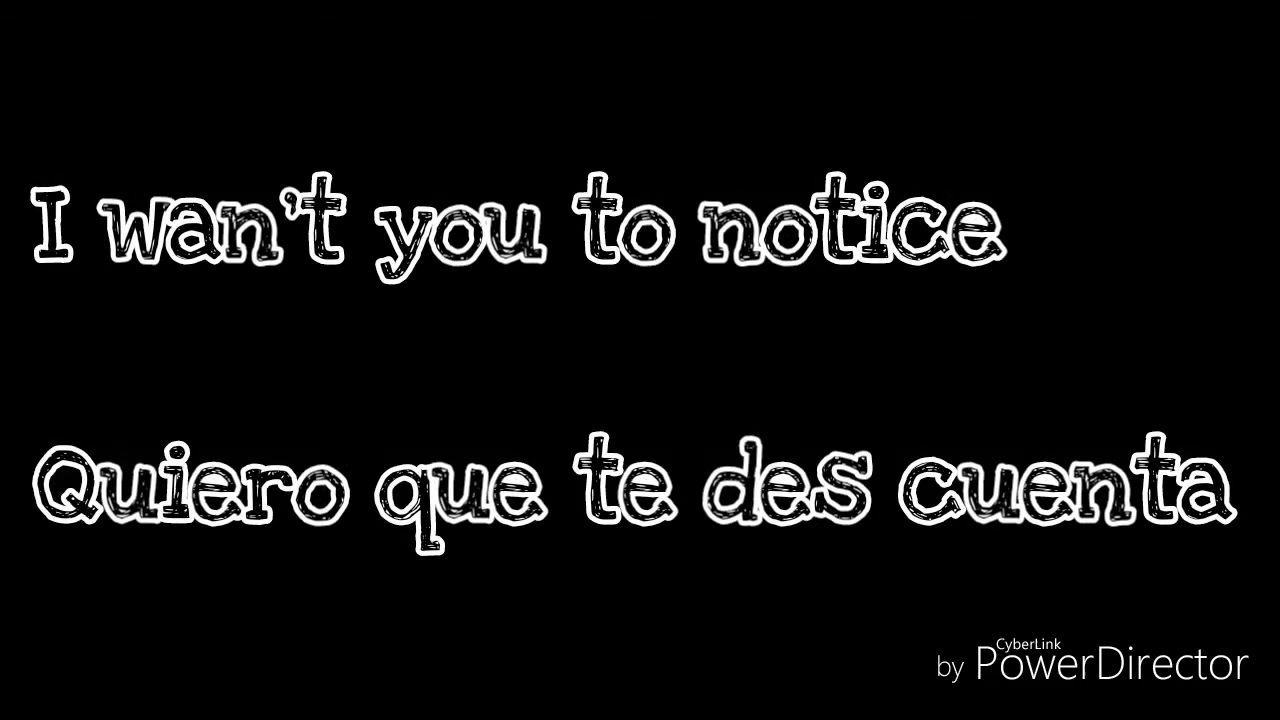 I wan't you to notice
Quiero que te des cuenta
CyberLink
by PowerDirector